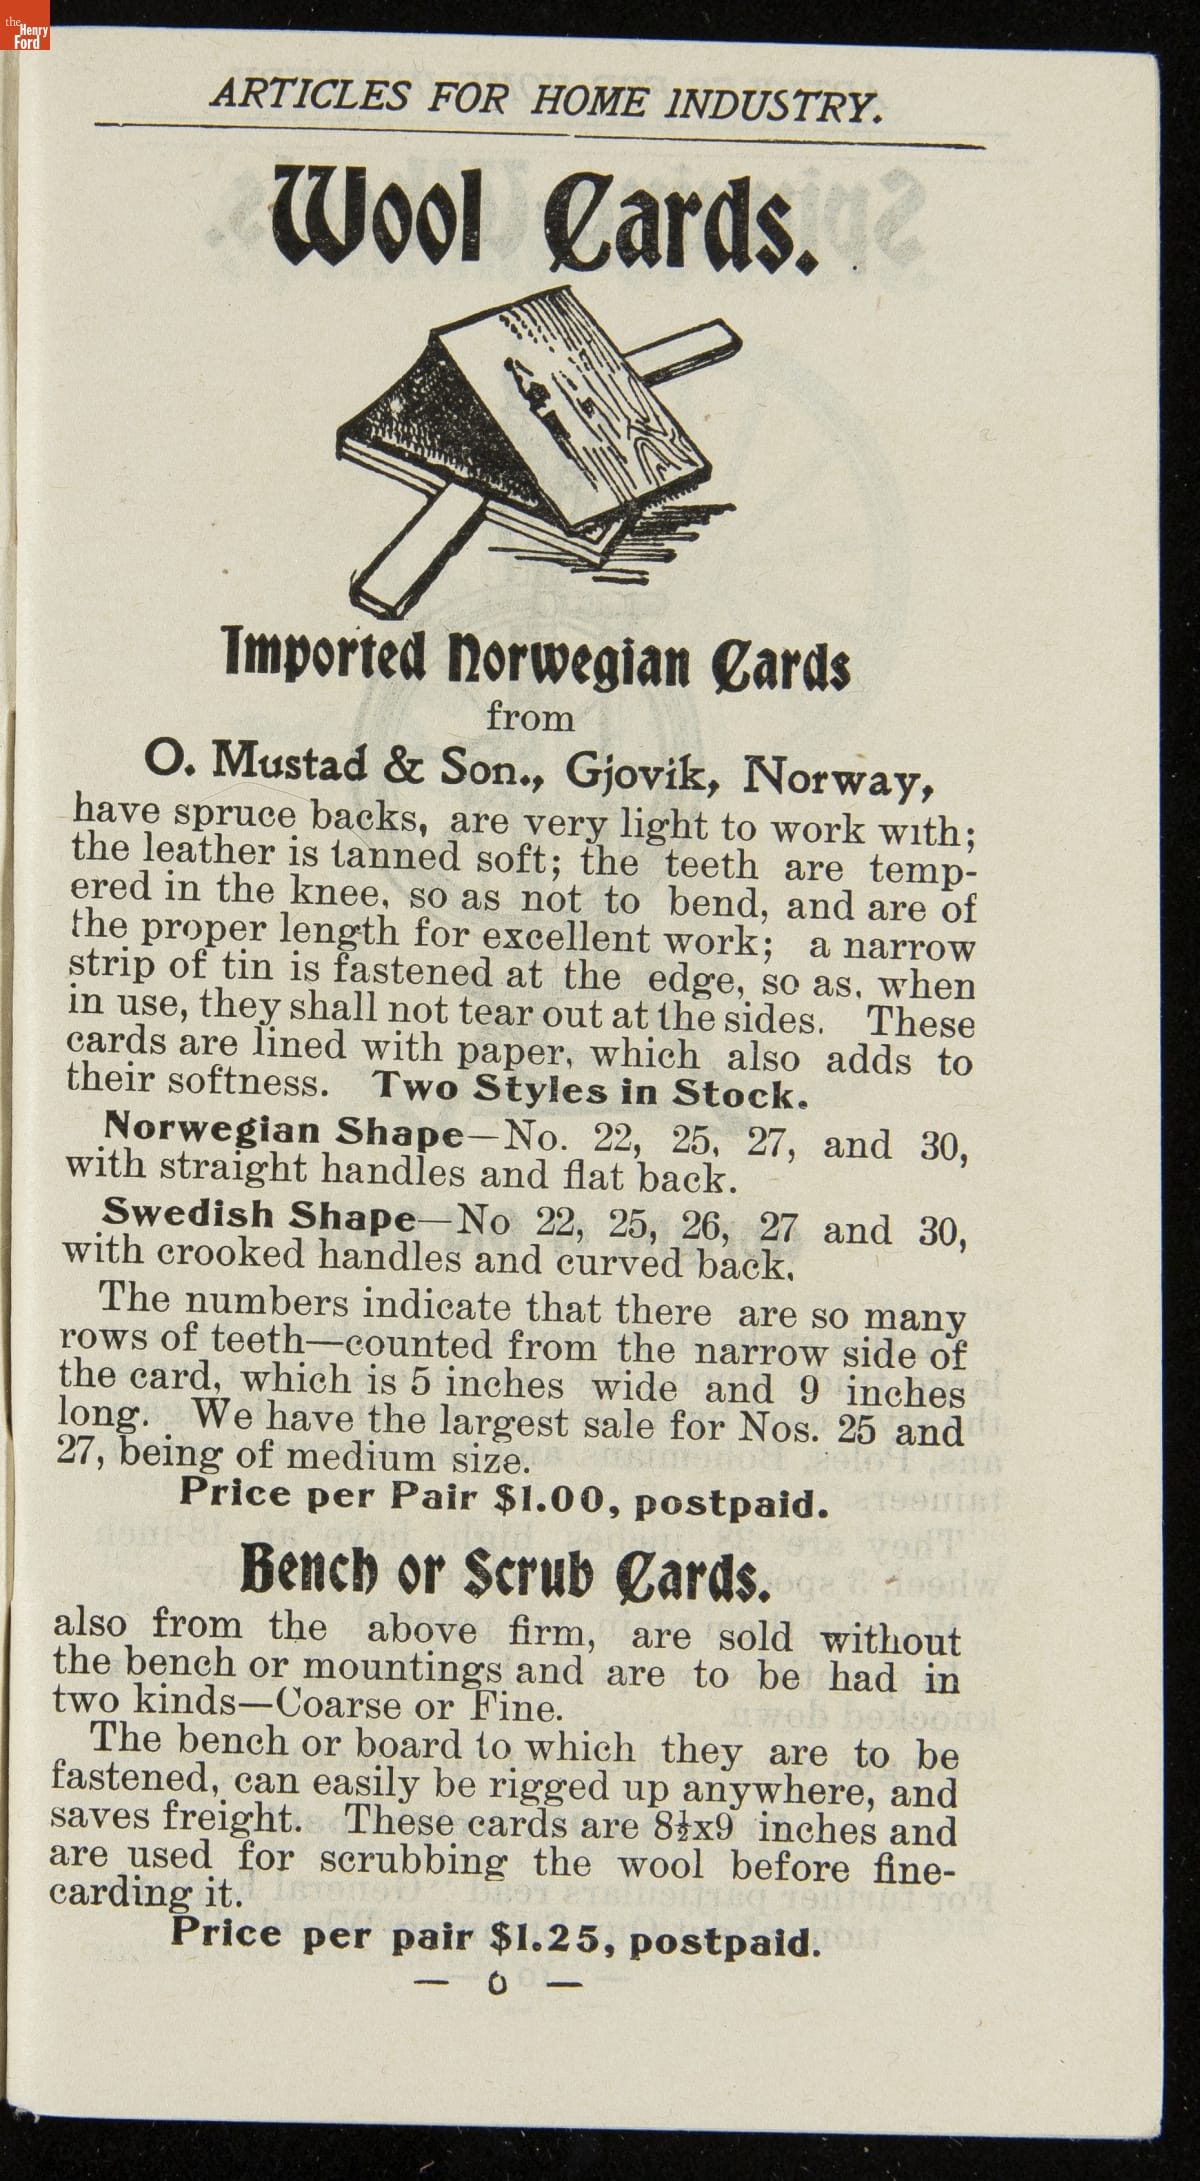 the
Henry
Ford
ARTICLES FOR HOME INDUSTRY.
Wool Cards.
Imported Norwegian Cards
from
O. Mustad & Son., Gjovik, Norway,
have spruce backs, are very light to work with;
the leather is tanned soft; the teeth are temp-
ered in the knee, so as not to bend, and are of
the proper length for excellent work; a narrow
strip of tin is fastened at the edge, so as, when
in use, they shall not tear out at the sides. These
cards are lined with paper, which also adds to
their softness. Two Styles in Stock.
Norwegian Shape—No. 22, 25, 27, and 30,
with straight handles and flat back.
Swedish Shape—No 22, 25, 26, 27 and 30,
with crooked handles and curved back.
The numbers indicate that there are so many
rows of teeth—counted from the narrow side of
the card, which is 5 inches wide and 9 inches
long. We have the largest sale for Nos. 25 and
27, being of medium size.
Price per Pair $1.00, postpaid.
Bench or Scrub Cards.
also from the above firm, are sold without
the bench or mountings and are to be had in
two kinds—Coarse or Fine.
The bench or board to which they are to be
fastened, can easily be rigged up anywhere, and
saves freight. These cards are 8½x9 inches and
are used for scrubbing the wool before fine-
carding it.
Price per pair $1.25, postpaid.
— 0 —